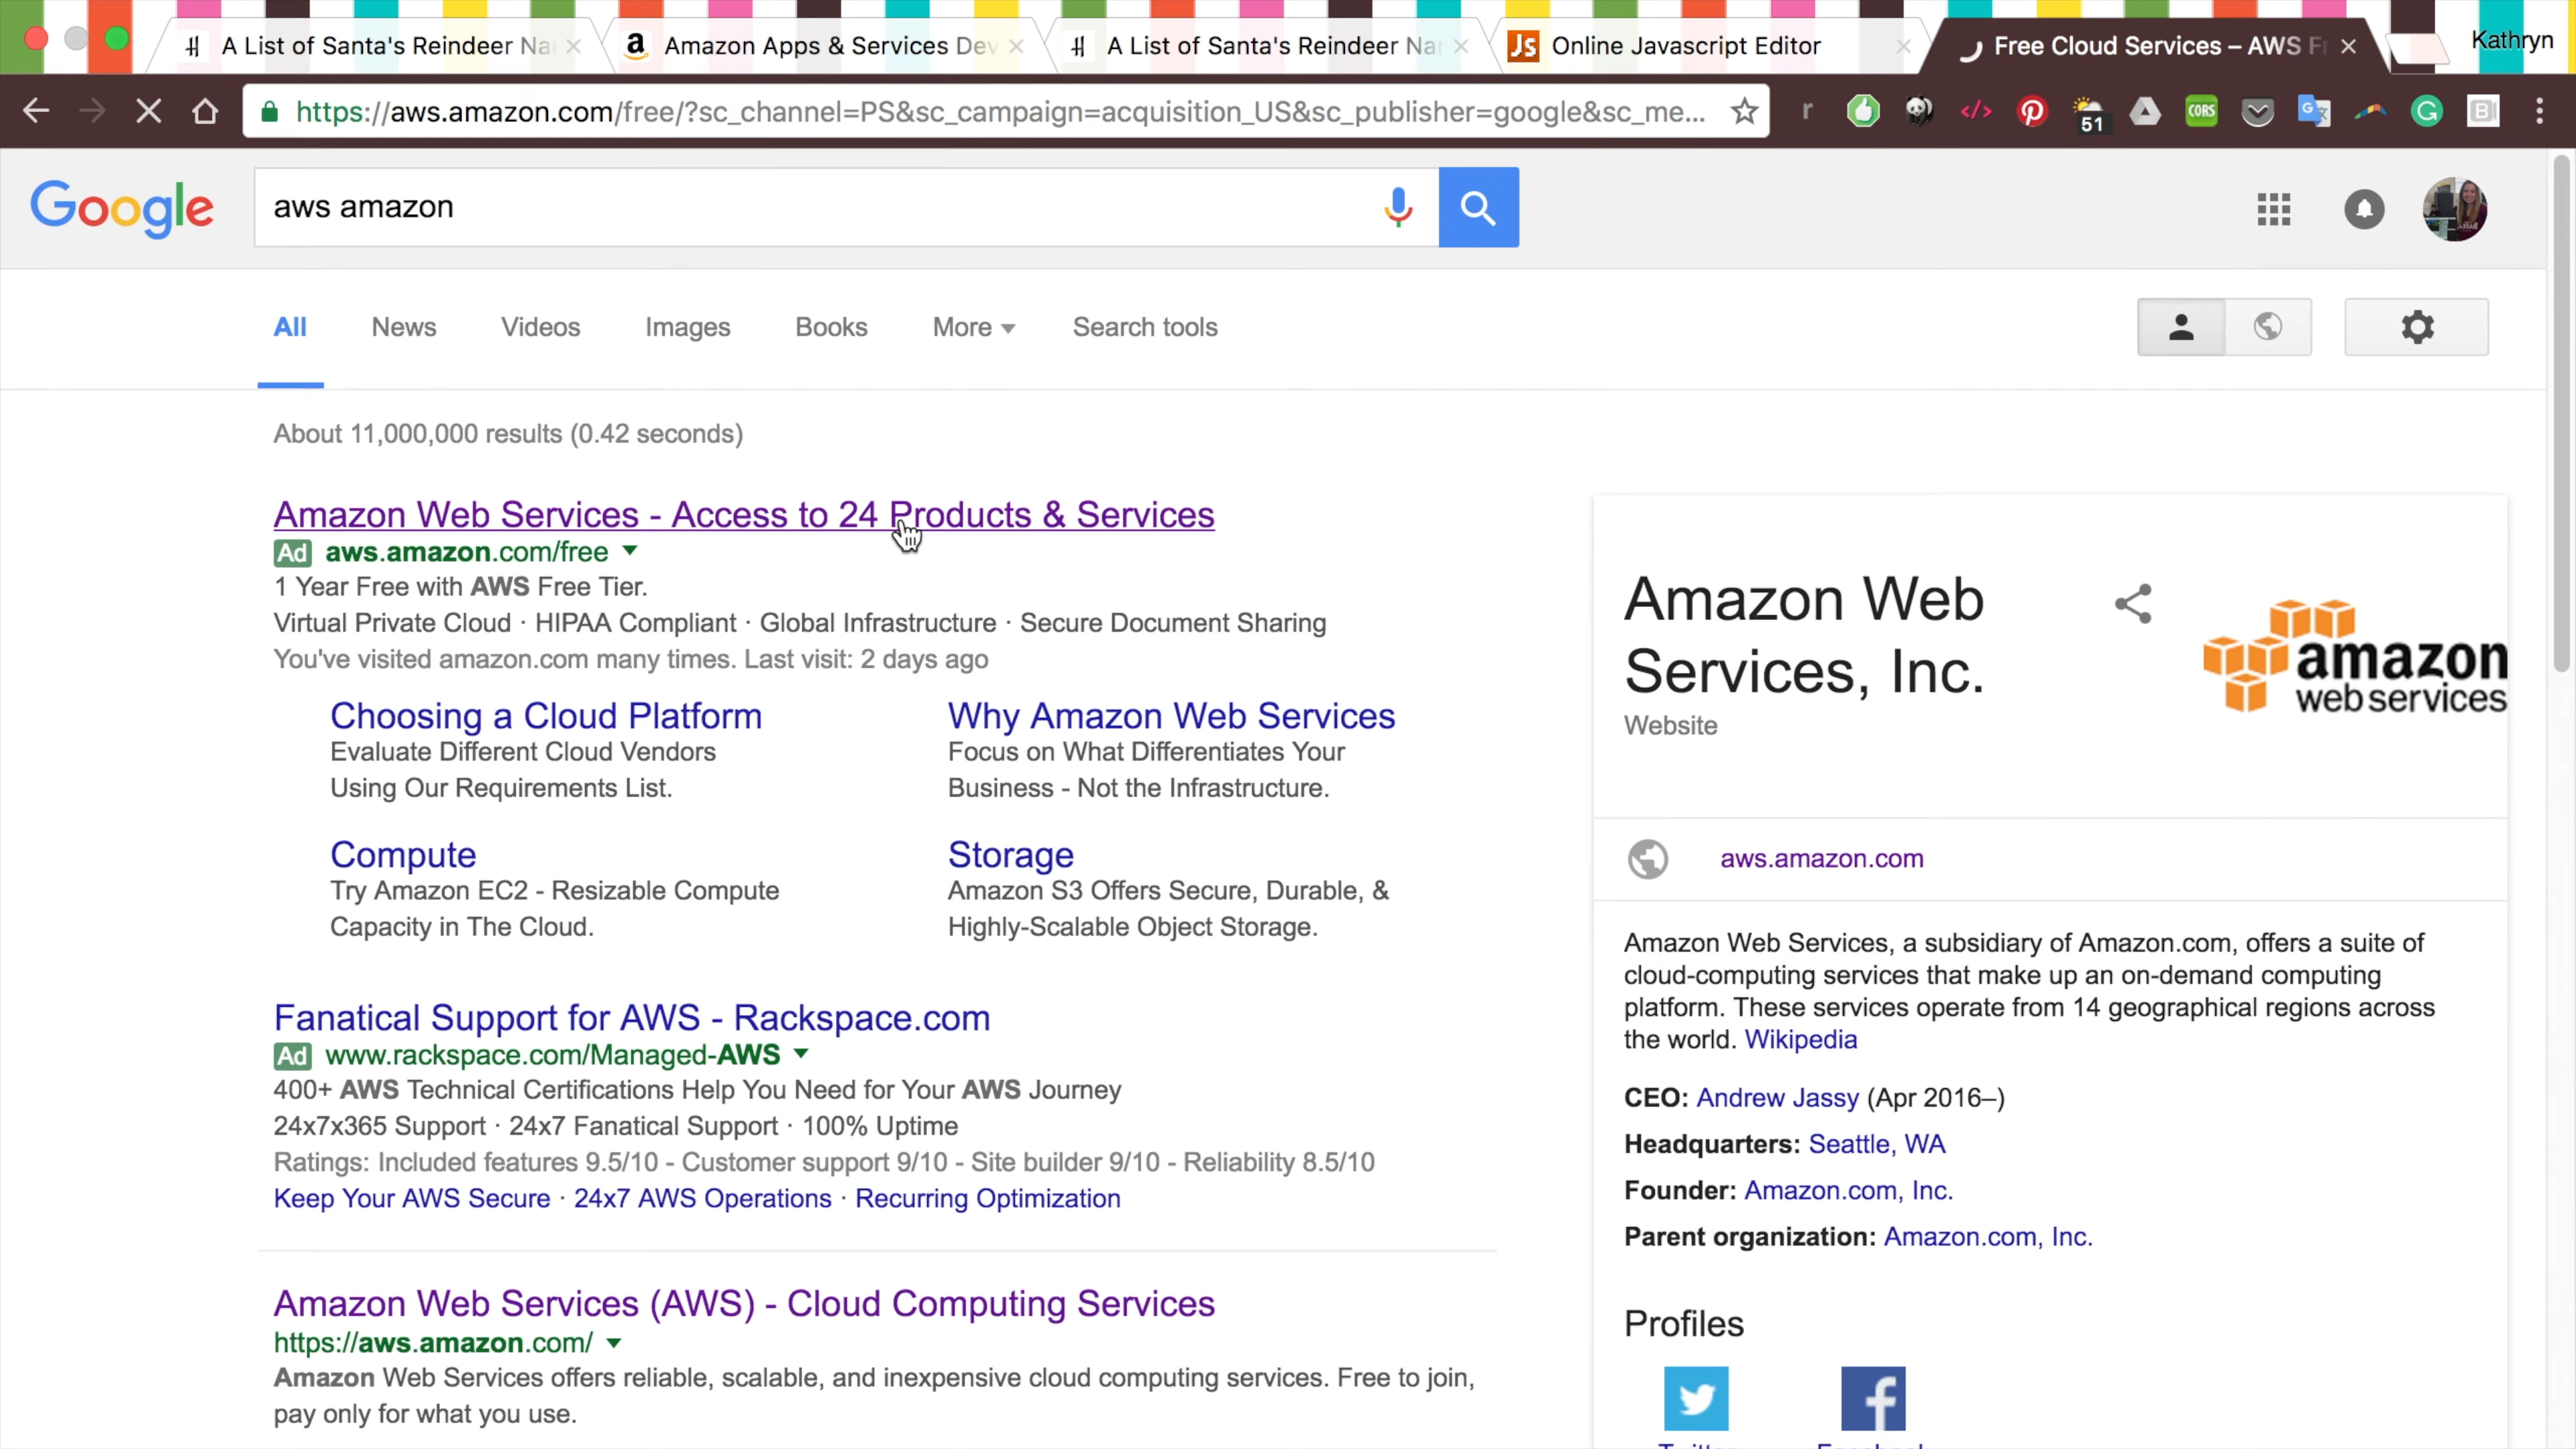 A List of Santa's Reindeer Na
Amazon Apps & Services Dev
A List of Santa's Reindeer Nar
JS Online Javascript Editor
Free Cloud Services – AWS Fr
Kathryn
https://aws.amazon.com/free/?sc_channel=PS&sc_campaign=acquisition_US&sc_publisher=google&sc_me...
r
51
CORS
Google
aws amazon
All
News
Videos
Images
Books
More
Search tools
About 11,000,000 results (0.42 seconds)
Amazon Web Services - Access to 24 Products & Services
Ad aws.amazon.com/free
1 Year Free with AWS Free Tier.
Virtual Private Cloud · HIPAA Compliant · Global Infrastructure · Secure Document Sharing
You've visited amazon.com many times. Last visit: 2 days ago
Choosing a Cloud Platform
Evaluate Different Cloud Vendors
Using Our Requirements List.
Why Amazon Web Services
Focus on What Differentiates Your
Business - Not the Infrastructure.
Compute
Try Amazon EC2 - Resizable Compute
Capacity in The Cloud.
Storage
Amazon S3 Offers Secure, Durable, &
Highly-Scalable Object Storage.
Fanatical Support for AWS - Rackspace.com
Ad www.rackspace.com/Managed-AWS
400+ AWS Technical Certifications Help You Need for Your AWS Journey
24x7x365 Support · 24x7 Fanatical Support · 100% Uptime
Ratings: Included features 9.5/10 - Customer support 9/10 - Site builder 9/10 - Reliability 8.5/10
Keep Your AWS Secure · 24x7 AWS Operations · Recurring Optimization
Amazon Web Services (AWS) - Cloud Computing Services
https://aws.amazon.com/
Amazon Web Services offers reliable, scalable, and inexpensive cloud computing services. Free to join,
pay only for what you use.
Amazon Web
Services, Inc.
Website
amazon
web services
aws.amazon.com
Amazon Web Services, a subsidiary of Amazon.com, offers a suite of
cloud-computing services that make up an on-demand computing
platform. These services operate from 14 geographical regions across
the world. Wikipedia
CEO: Andrew Jassy (Apr 2016–)
Headquarters: Seattle, WA
Founder: Amazon.com, Inc.
Parent organization: Amazon.com, Inc.
Profiles